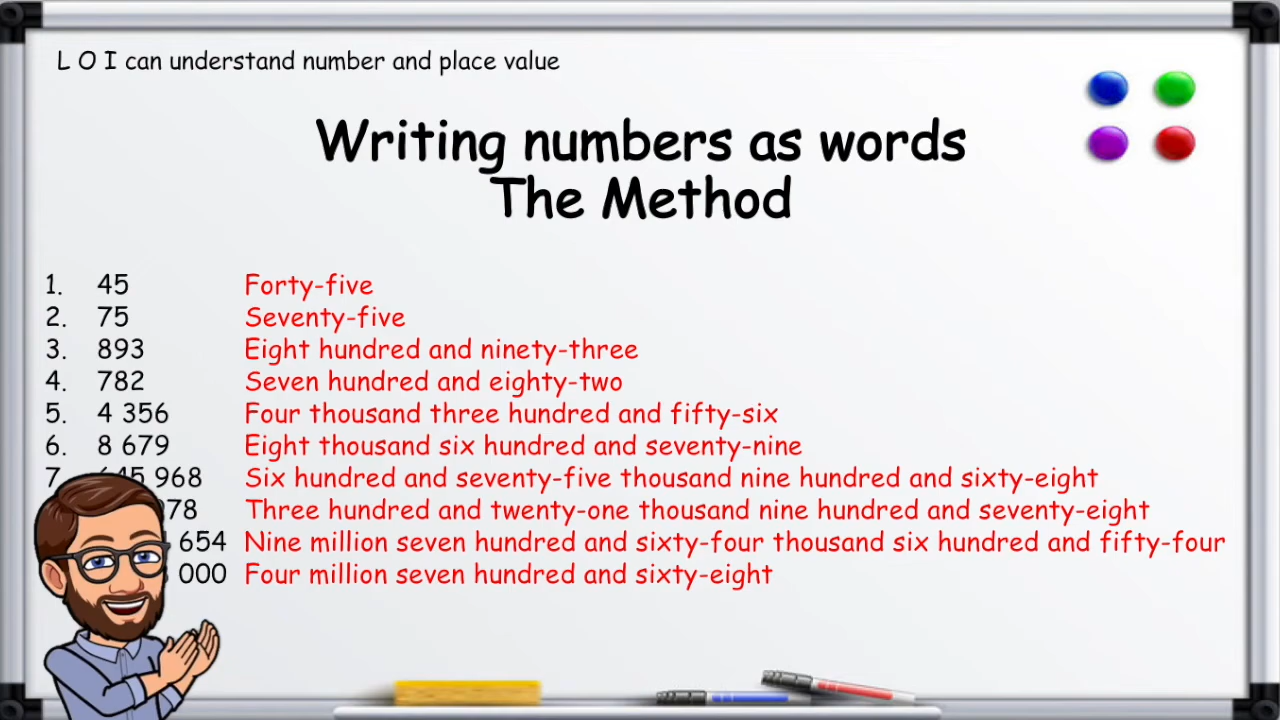 L O I can understand number and place value
Writing numbers as words
The Method
1. 45 Forty-five
2. 75 Seventy-five
3. 893 Eight hundred and ninety-three
4. 782 Seven hundred and eighty-two
5. 4 356 Four thousand three hundred and fifty-six
6. 8 679 Eight thousand six hundred and seventy-nine
7. 968 Six hundred and seventy-five thousand nine hundred and sixty-eight
Three hundred and twenty-one thousand nine hundred and seventy-eight
654 Nine million seven hundred and sixty-four thousand six hundred and fifty-four
000 Four million seven hundred and sixty-eight